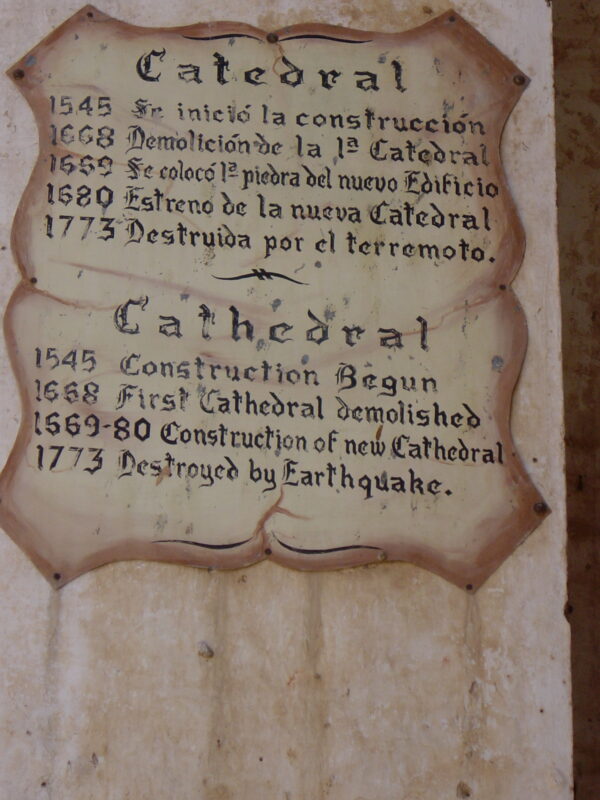 Catedral
1545 Se inició la construcción
1668 Demolición de la 1ª Catedral
1669 Se colocó 1ª piedra del nuevo Edificio
1680 Estreno de la nueva Catedral
1773 Destruida por el terremoto.
Cathedral
1545 Construction Begun
1668 First Cathedral demolished
1669-80 Construction of new Cathedral
1773 Destroyed by Earthquake.